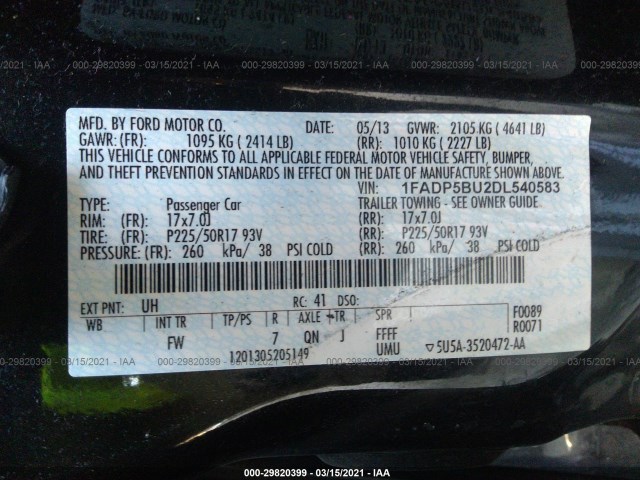 000-29820399 - 03/15/2021 - IAA
MFD. BY FORD MOTOR CO. DATE: 05/13 GVWR: 2105 KG ( 4641 LB)
GAWR: (FR): 1095 KG ( 2414 LB) (RR): 1010 KG ( 2227 LB)
THIS VEHICLE CONFORMS TO ALL APPLICABLE FEDERAL MOTOR VEHICLE SAFETY, BUMPER,
AND THEFT PREVENTION STANDARDS IN EFFECT ON THE DATE OF MANUFACTURE SHOWN ABOVE.
VIN: 1FADP5BU2DL540583
TYPE: Passenger Car TRAILER TOWING - SEE OWNER GUIDE.
RIM: (FR): 17x7.0J (RR): 17x7.0J
TIRE: (FR): P225/50R17 93V (RR): P225/50R17 93V
PRESSURE: (FR): 260 kPa/ 38 PSI COLD (RR): 260 kPa/ 38 PSI COLD
EXT PNT: UH RC: 41 DSO: F0089
WB INT TR TP/PS R AXLE TR SPR R0071
FW 7 QN J FFFF
1201305205149 UMU ▽5U5A-3520472-AA
000-29820399 - 03/15/2021 - IAA